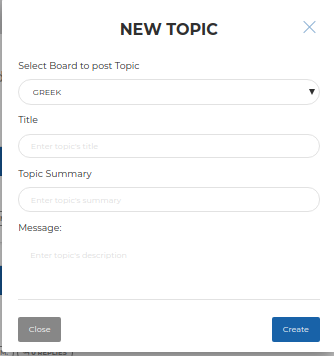 NEW TOPIC
Select Board to post Topic
GREEK
Title
Enter topic's title
Topic Summary
Enter topic's summary
Message:
Enter topic's description
Close
Create
REPLIES